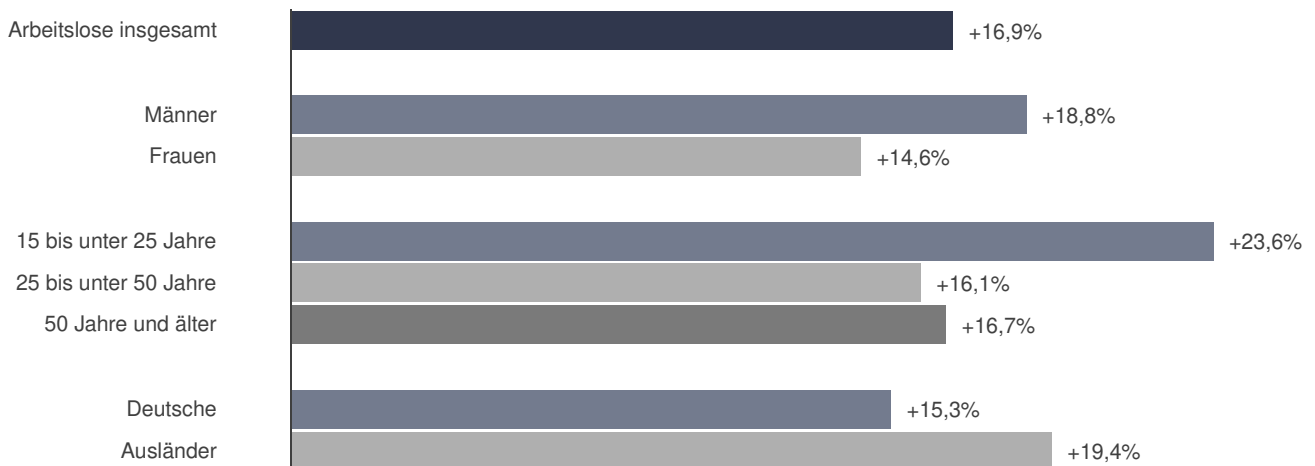 Arbeitslose insgesamt +16,9%
Männer +18,8%
Frauen +14,6%
15 bis unter 25 Jahre +23,6%
25 bis unter 50 Jahre +16,1%
50 Jahre und älter +16,7%
Deutsche +15,3%
Ausländer +19,4%